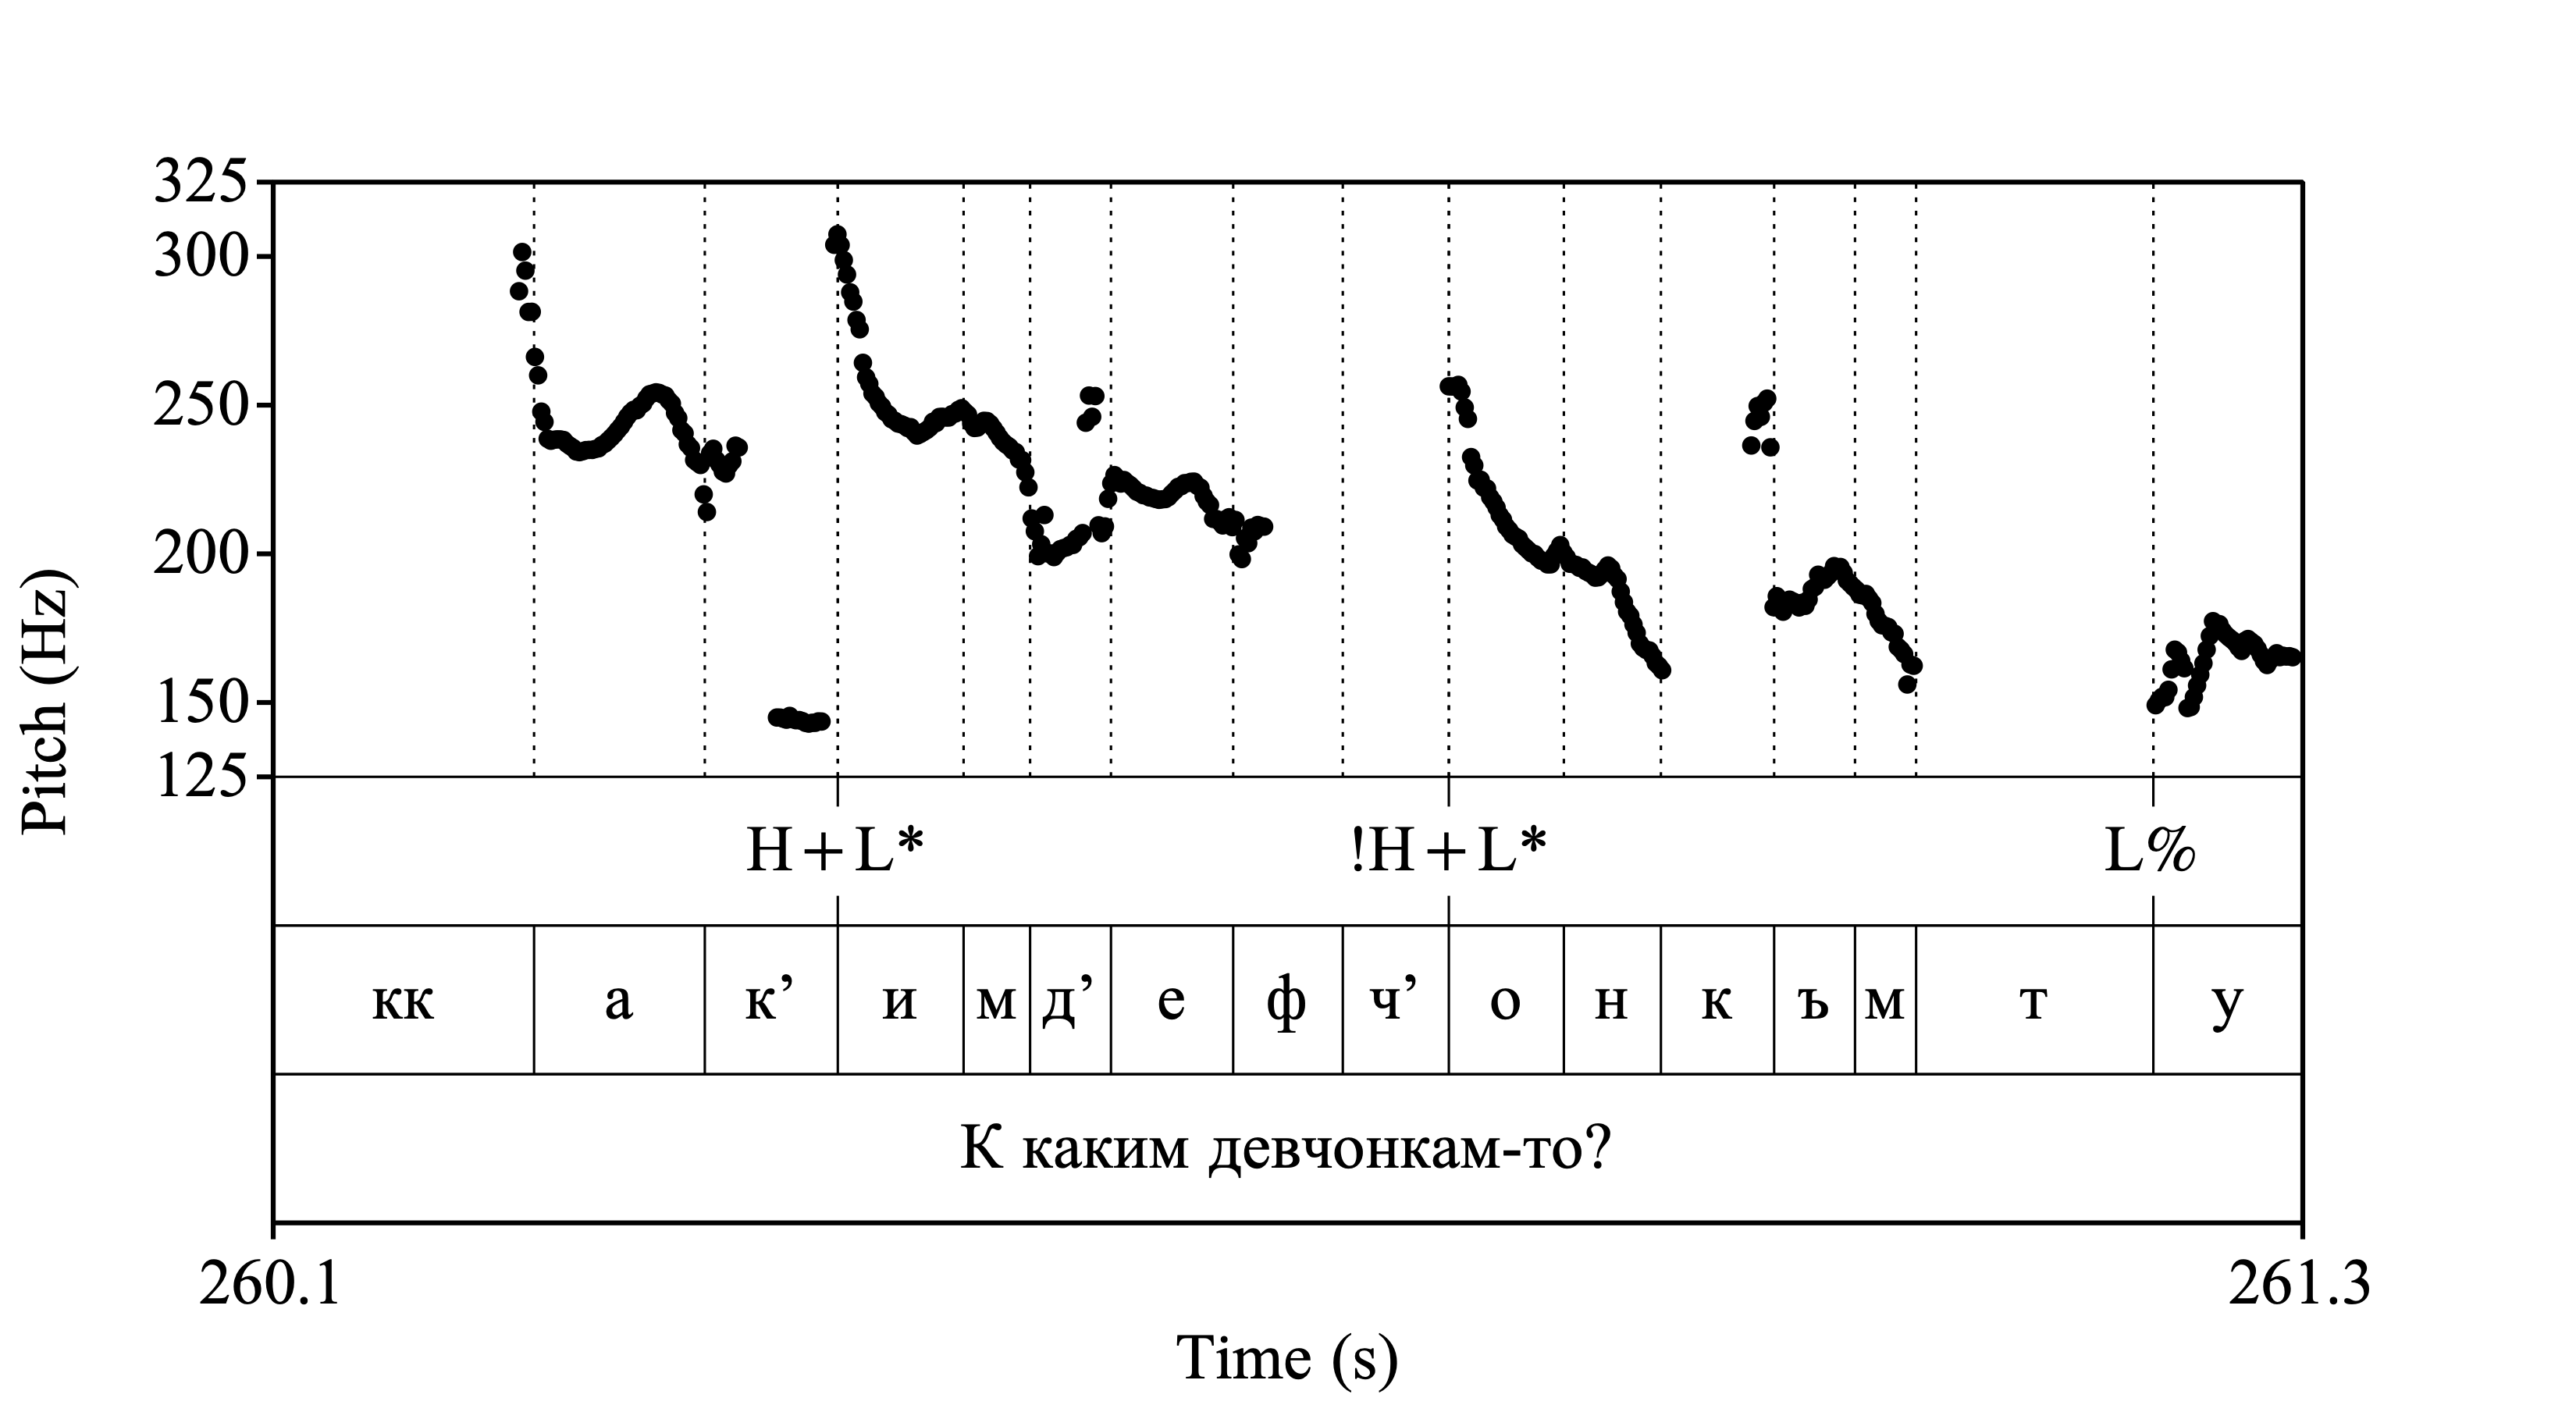 325
300
250
200
150
125
Pitch (Hz)
H+L* !H+L* L%
кк а к’ и м д’ е ф ч’ о н к ъ м т у
К каким девчонкам-то?
260.1 261.3
Time (s)